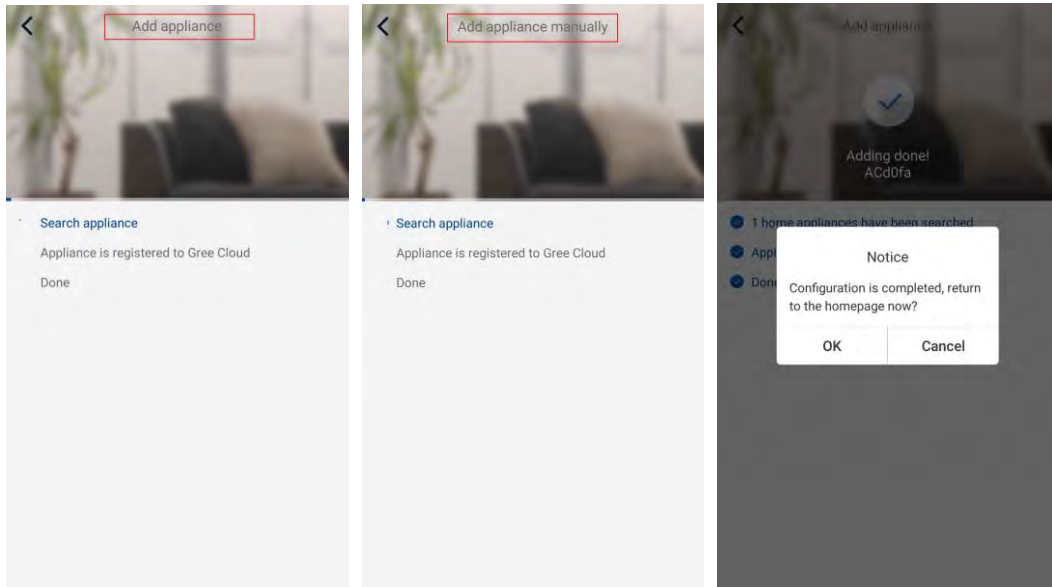 Add appliance
Search appliance
Appliance is registered to Gree Cloud
Done
Add appliance manually
Search appliance
Appliance is registered to Gree Cloud
Done
Add appliance
Adding done!
ACd0fa
1 home appliances have been searched
Appl
Done
Notice
Configuration is completed, return
to the homepage now?
OK
Cancel